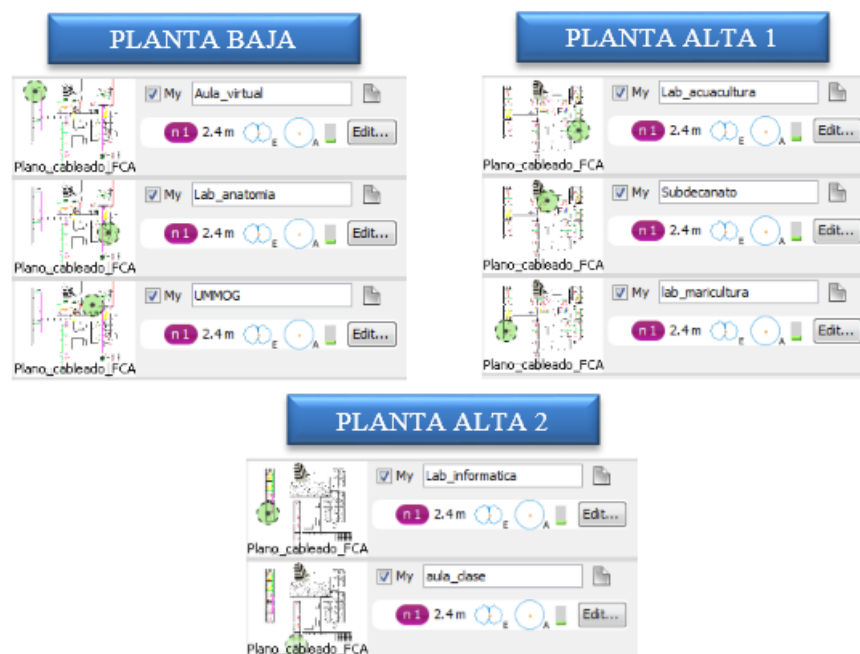 PLANTA BAJA
My Aula_virtual
n 1 2.4 m E A Edit...
Plano_cableado_FCA
My Lab_anatomia
n 1 2.4 m E A Edit...
Plano_cableado_FCA
My UMMOG
n 1 2.4 m E A Edit...
Plano_cableado_FCA
PLANTA ALTA 1
My Lab_acuacultura
n 1 2.4 m E A Edit...
Plano_cableado_FCA
My Subdecanato
n 1 2.4 m E A Edit...
Plano_cableado_FCA
My lab_maricultura
n 1 2.4 m E A Edit...
Plano_cableado_FCA
PLANTA ALTA 2
My Lab_informatica
n 1 2.4 m E A Edit...
Plano_cableado_FCA
My aula_clase
n 1 2.4 m E A Edit...
Plano_cableado_FCA